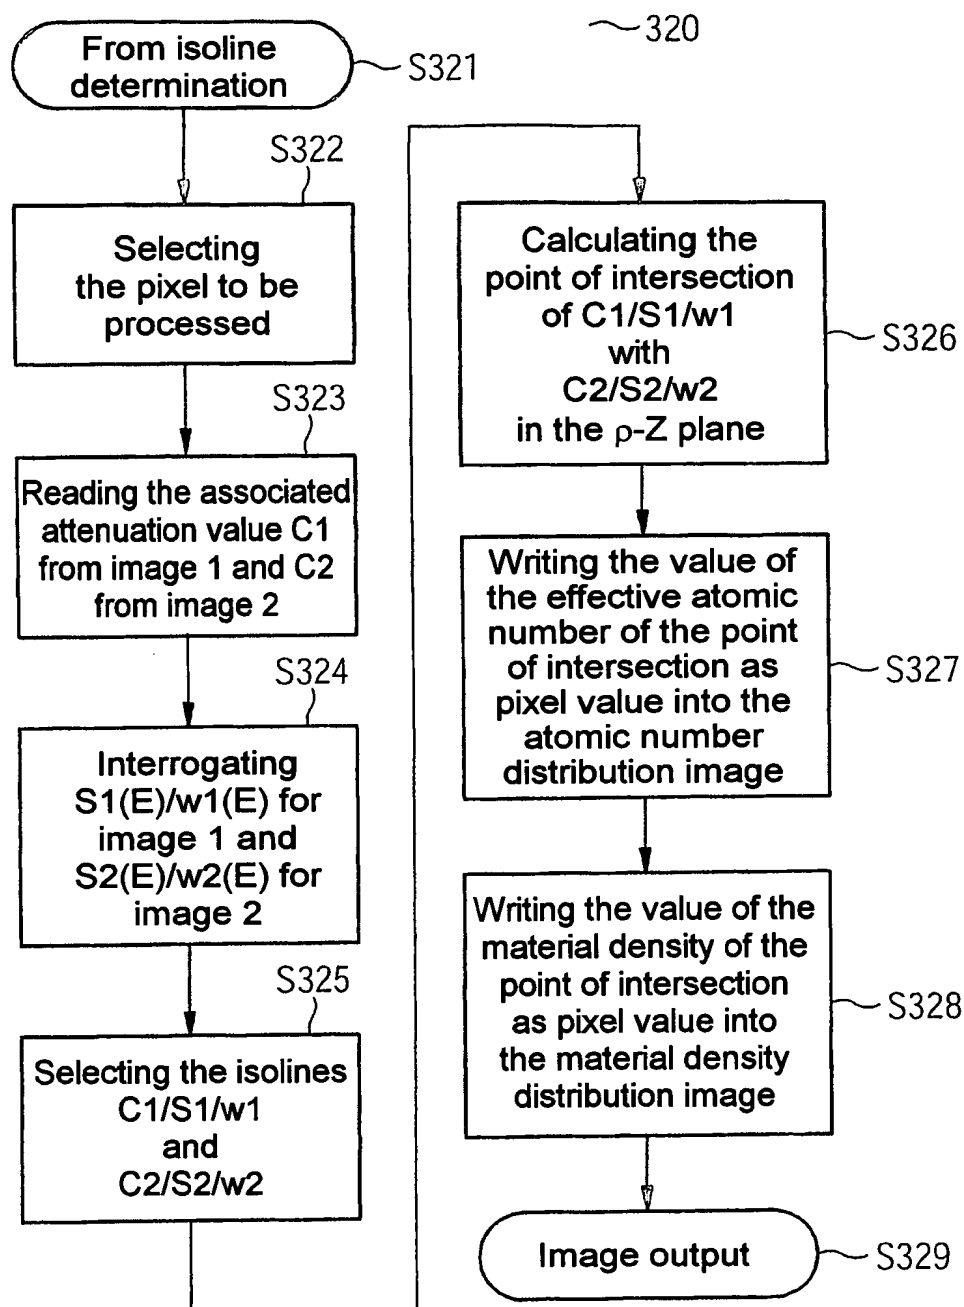 320
From isoline
determination
S321
S322
Selecting
the pixel to be
processed
S323
Reading the associated
attenuation value C1
from image 1 and C2
from image 2
S324
Interrogating
S1(E)/w1(E) for
image 1 and
S2(E)/w2(E) for
image 2
S325
Selecting the isolines
C1/S1/w1
and
C2/S2/w2
Calculating the
point of intersection
of C1/S1/w1
with
C2/S2/w2
in the ρ-Z plane
S326
Writing the value of
the effective atomic
number of the point
of intersection as
pixel value into the
atomic number
distribution image
S327
Writing the value of the
material density of the
point of intersection
as pixel value into
the material density
distribution image
S328
Image output
S329